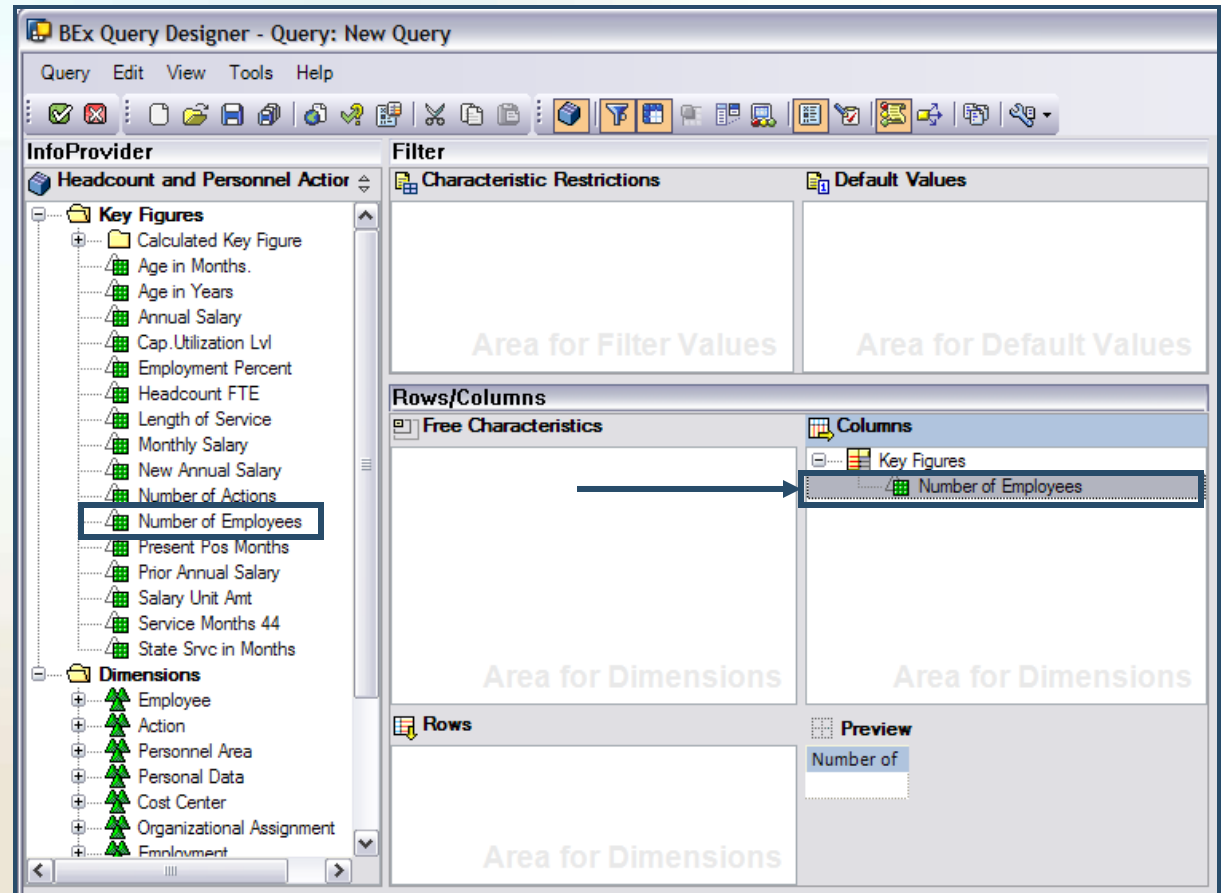 BEx Query Designer - Query: New Query
Query Edit View Tools Help
InfoProvider
Headcount and Personnel Action
Key Figures
Calculated Key Figure
Age in Months.
Age in Years
Annual Salary
Cap.Utilization Lvl
Employment Percent
Headcount FTE
Length of Service
Monthly Salary
New Annual Salary
Number of Actions
Number of Employees
Present Pos Months
Prior Annual Salary
Salary Unit Amt
Service Months 44
State Srvc in Months
Dimensions
Employee
Action
Personnel Area
Personal Data
Cost Center
Organizational Assignment
Employment
Filter
Characteristic Restrictions
Area for Filter Values
Default Values
Area for Default Values
Rows/Columns
Free Characteristics
Area for Dimensions
Columns
Key Figures
Number of Employees
Area for Dimensions
Rows
Area for Dimensions
Preview
Number of